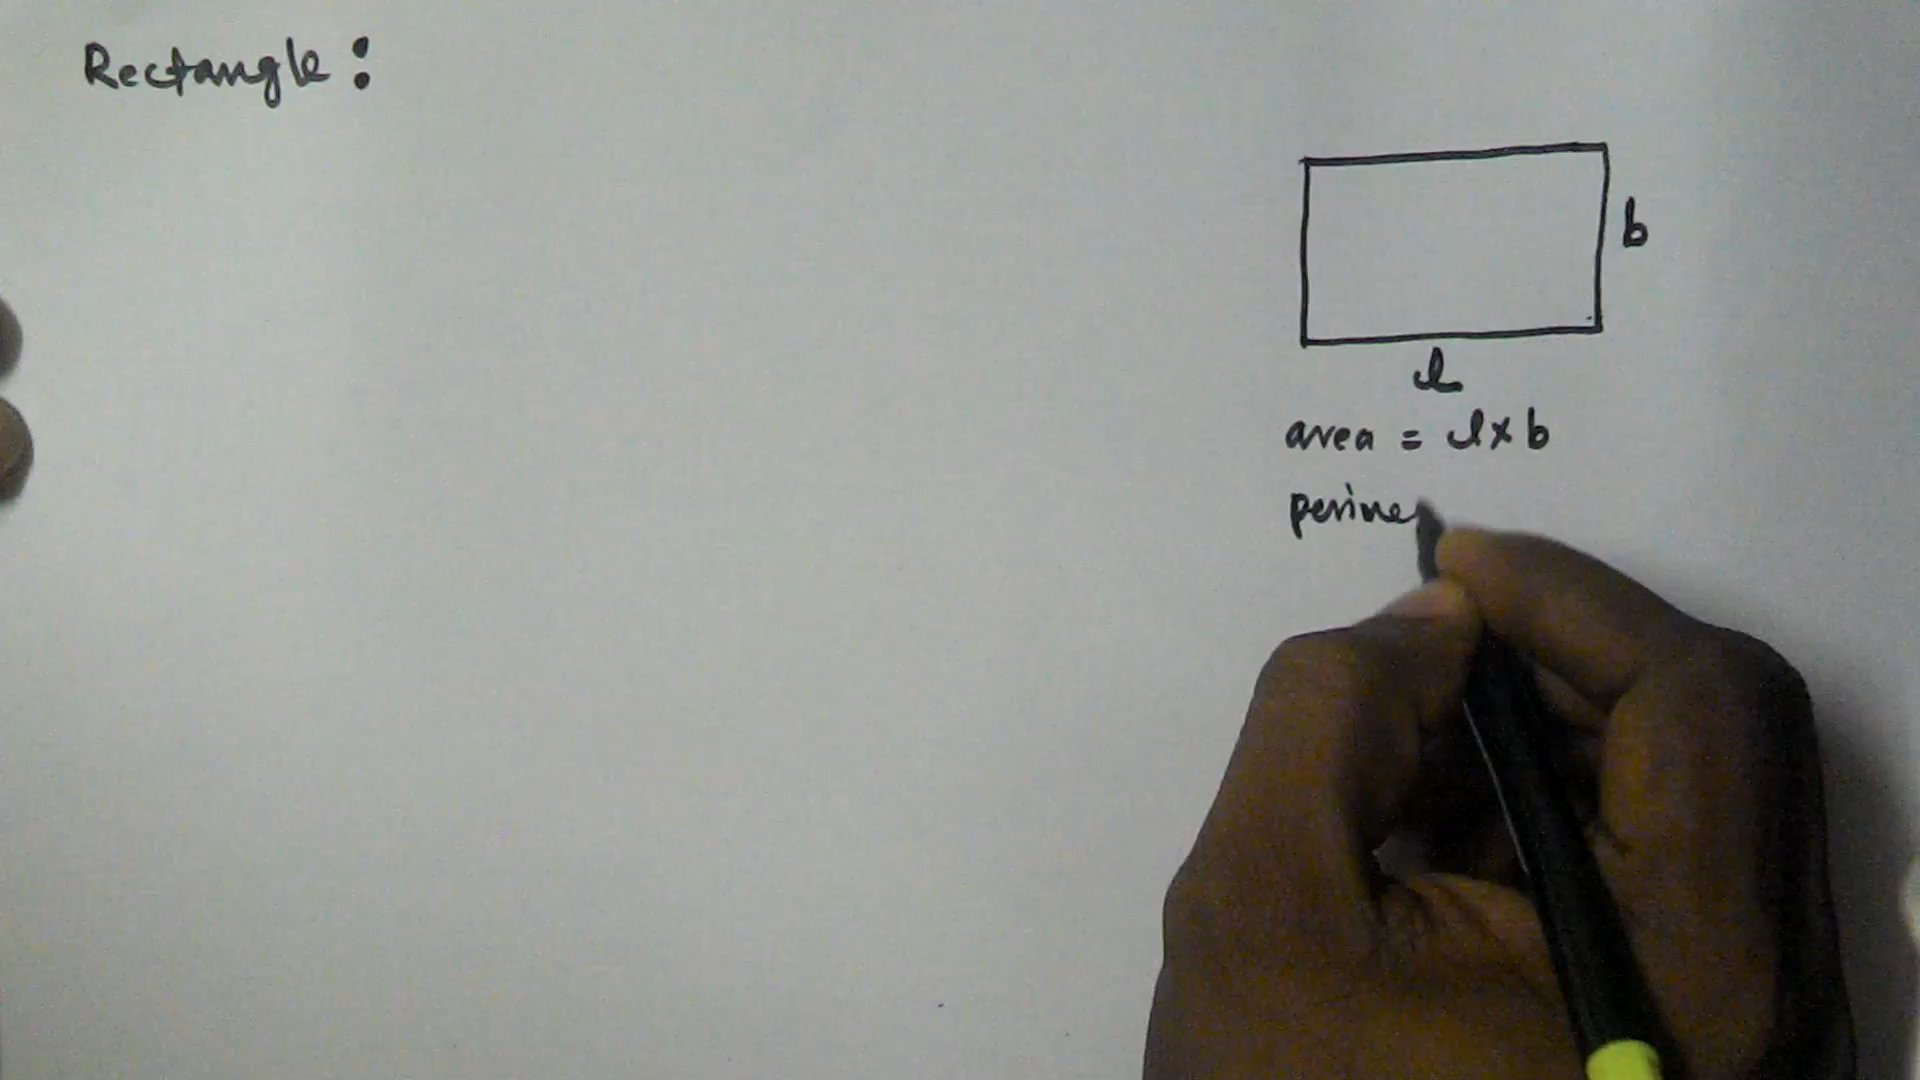 Rectangle :
b
l
area = l x b
perime